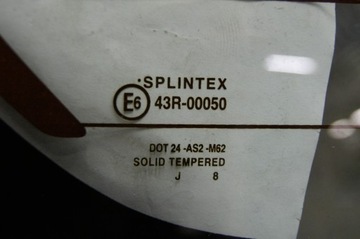 SPLINTEX
E6 43R-00050
DOT 24 -AS2 -M62
SOLID TEMPERED
J 8